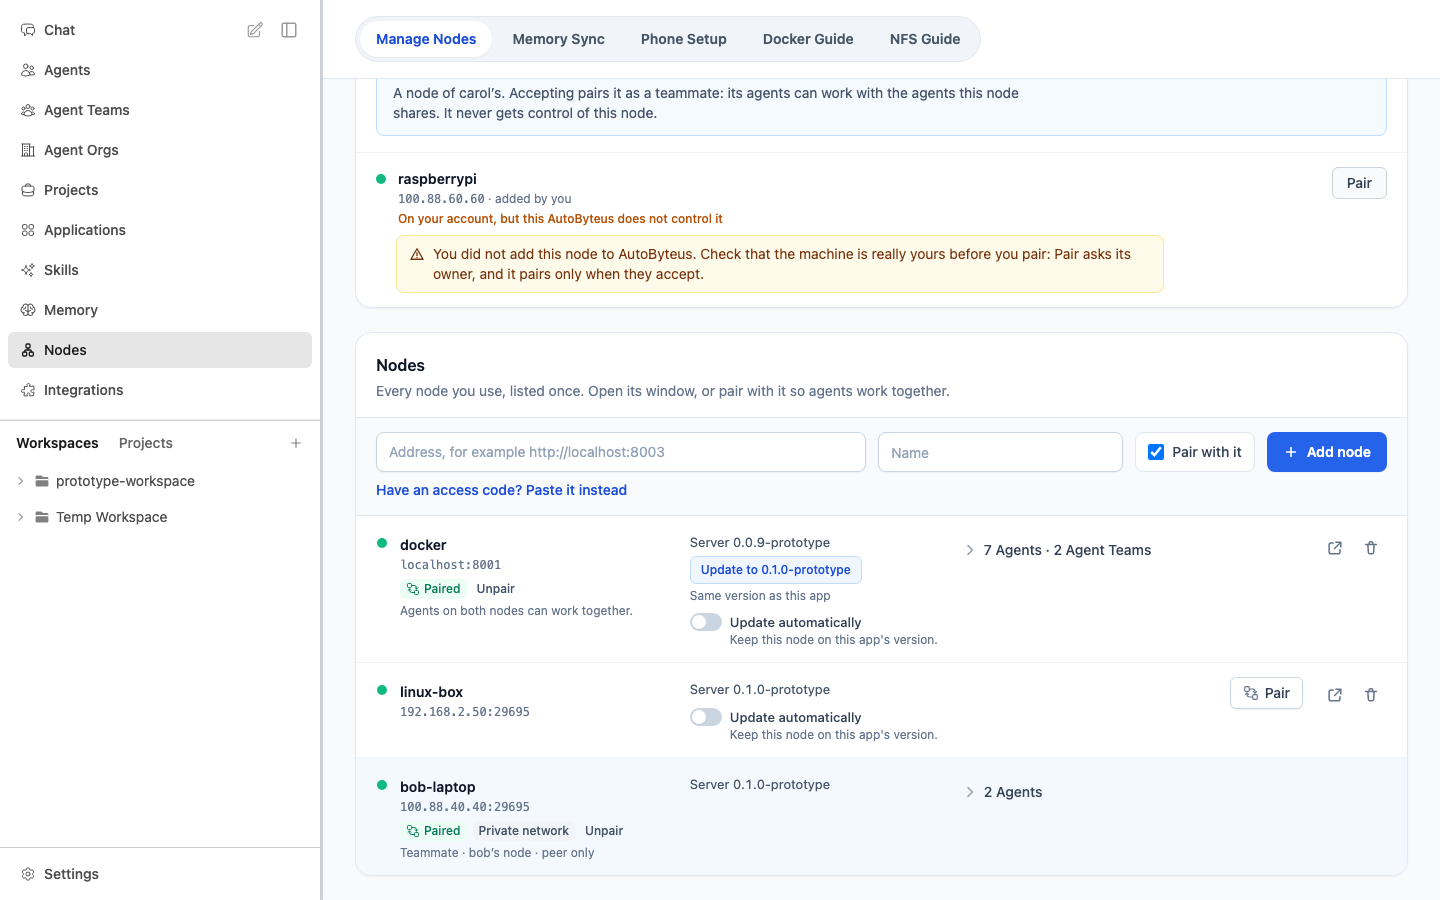 Chat
Agents
Agent Teams
Agent Orgs
Projects
Applications
Skills
Memory
Nodes
Integrations
Workspaces Projects
prototype-workspace
Temp Workspace
Settings
Manage Nodes Memory Sync Phone Setup Docker Guide NFS Guide
A node of carol's. Accepting pairs it as a teammate: its agents can work with the agents this node
shares. It never gets control of this node.
raspberrypi
100.88.60.60 · added by you
On your account, but this AutoByteus does not control it
Pair
You did not add this node to AutoByteus. Check that the machine is really yours before you pair: Pair asks its
owner, and it pairs only when they accept.
Nodes
Every node you use, listed once. Open its window, or pair with it so agents work together.
Address, for example http://localhost:8003 Name Pair with it Add node
Have an access code? Paste it instead
docker
localhost:8001
Paired Unpair
Agents on both nodes can work together.
Server 0.0.9-prototype
Update to 0.1.0-prototype
Same version as this app
Update automatically
Keep this node on this app's version.
7 Agents · 2 Agent Teams
linux-box
192.168.2.50:29695
Server 0.1.0-prototype
Update automatically
Keep this node on this app's version.
Pair
bob-laptop
100.88.40.40:29695
Paired Private network Unpair
Teammate · bob's node · peer only
Server 0.1.0-prototype
2 Agents